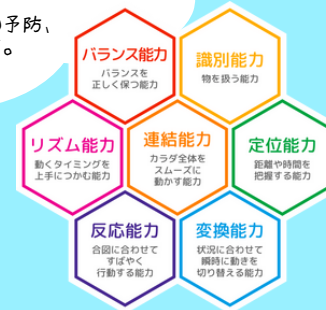 の予防、
。
バランス能力
バランスを
正しく保つ能力
識別能力
物を扱う能力
リズム能力
動くタイミングを
上手につかむ能力
連結能力
カラダ全体を
スムーズに
動かす能力
定位能力
距離や時間を
把握する能力
反応能力
合図に合わせて
すばやく
行動する能力
変換能力
状況に合わせて
瞬時に動きを
切り替える能力